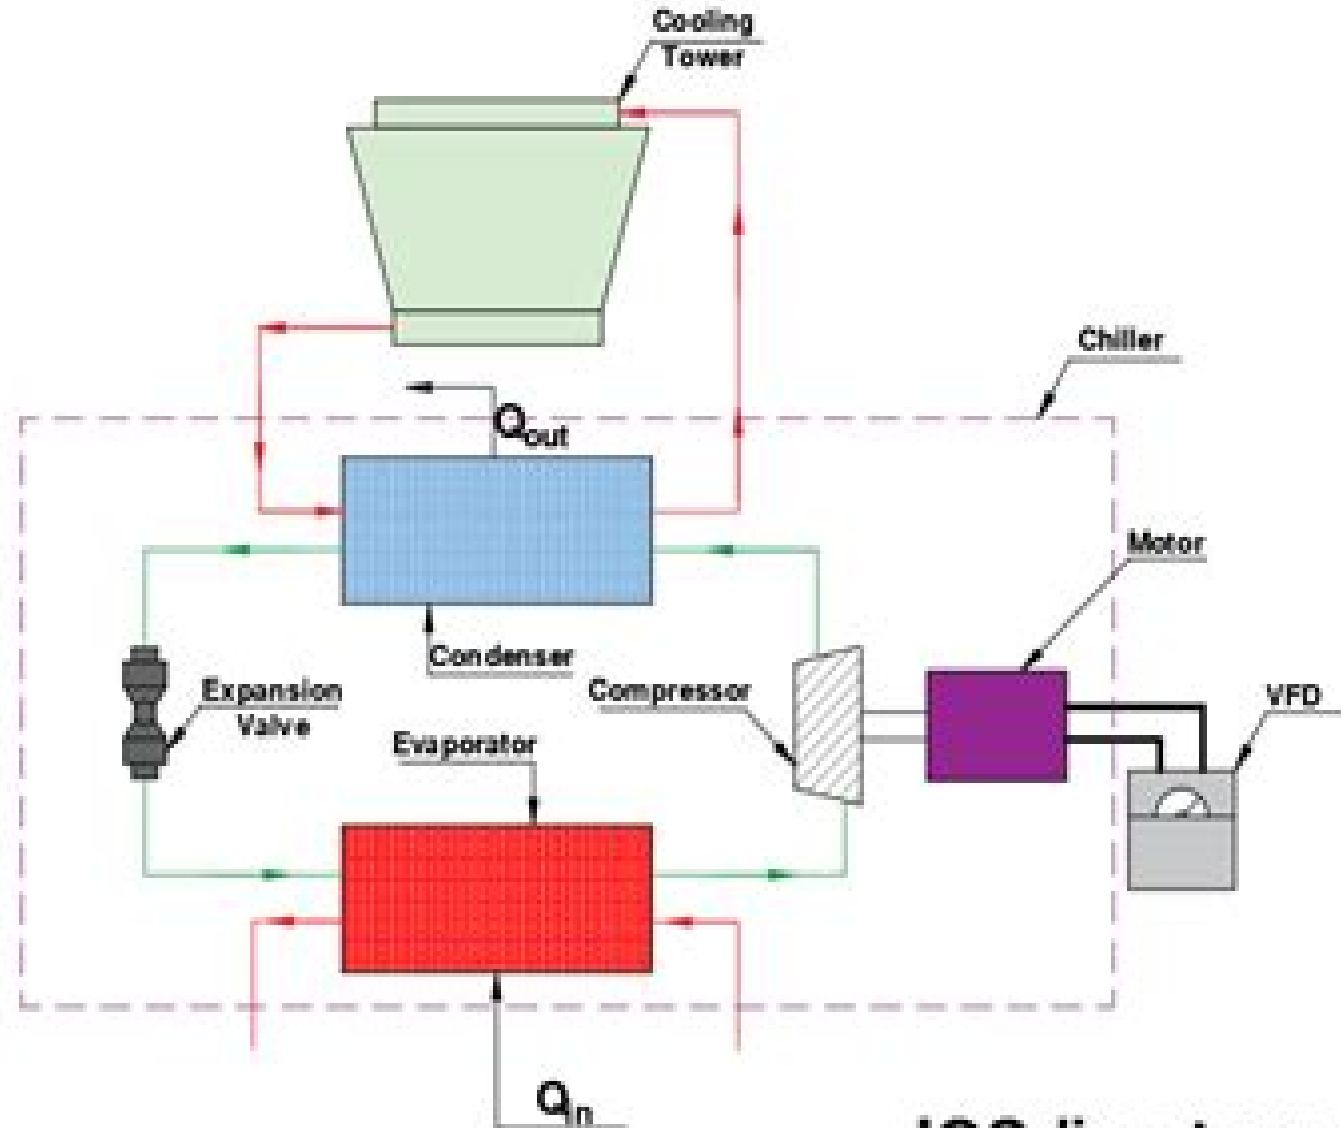 Cooling
Tower
Chiller
Qout
Motor
Condenser
Expansion
Valve
Compressor
VFD
Evaporator
Qin